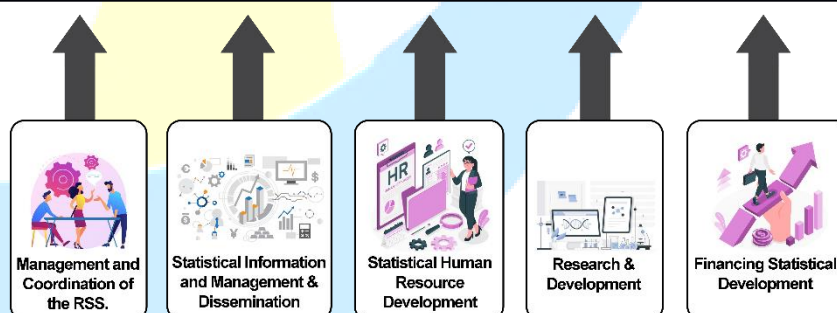 HR
Management and
Coordination of
the RSS.
Statistical Information
and Management &
Dissemination
Statistical Human
Resource
Development
Research &
Development
Financing Statistical
Development